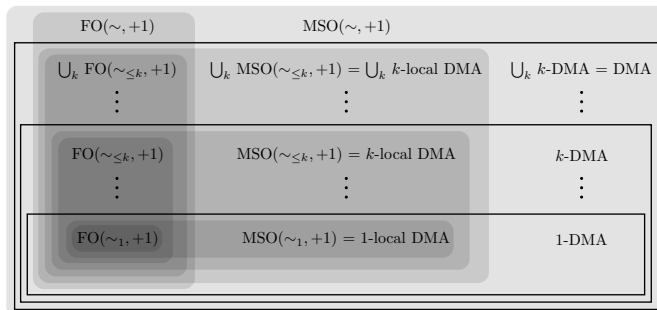 FO(∼, +1) MSO(∼, +1)
⋃ₖ FO(∼≤ₖ, +1) ⋃ₖ MSO(∼≤ₖ, +1) = ⋃ₖ k-local DMA ⋃ₖ k-DMA = DMA
⋮ ⋮ ⋮
FO(∼≤ₖ, +1) MSO(∼≤ₖ, +1) = k-local DMA k-DMA
⋮ ⋮ ⋮
FO(∼₁, +1) MSO(∼₁, +1) = 1-local DMA 1-DMA